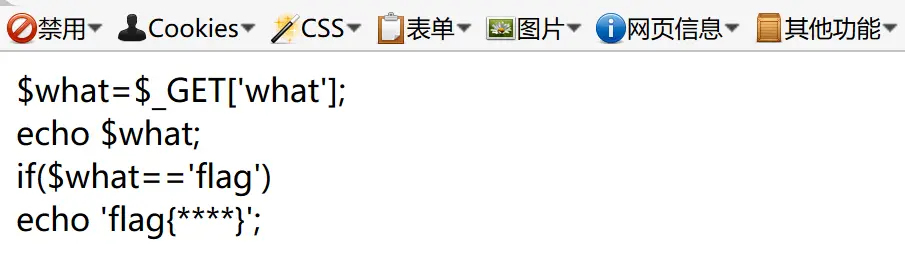 禁用 Cookies CSS 表单 图片 网页信息 其他功能
$what=$_GET['what'];
echo $what;
if($what=='flag')
echo 'flag{****}';